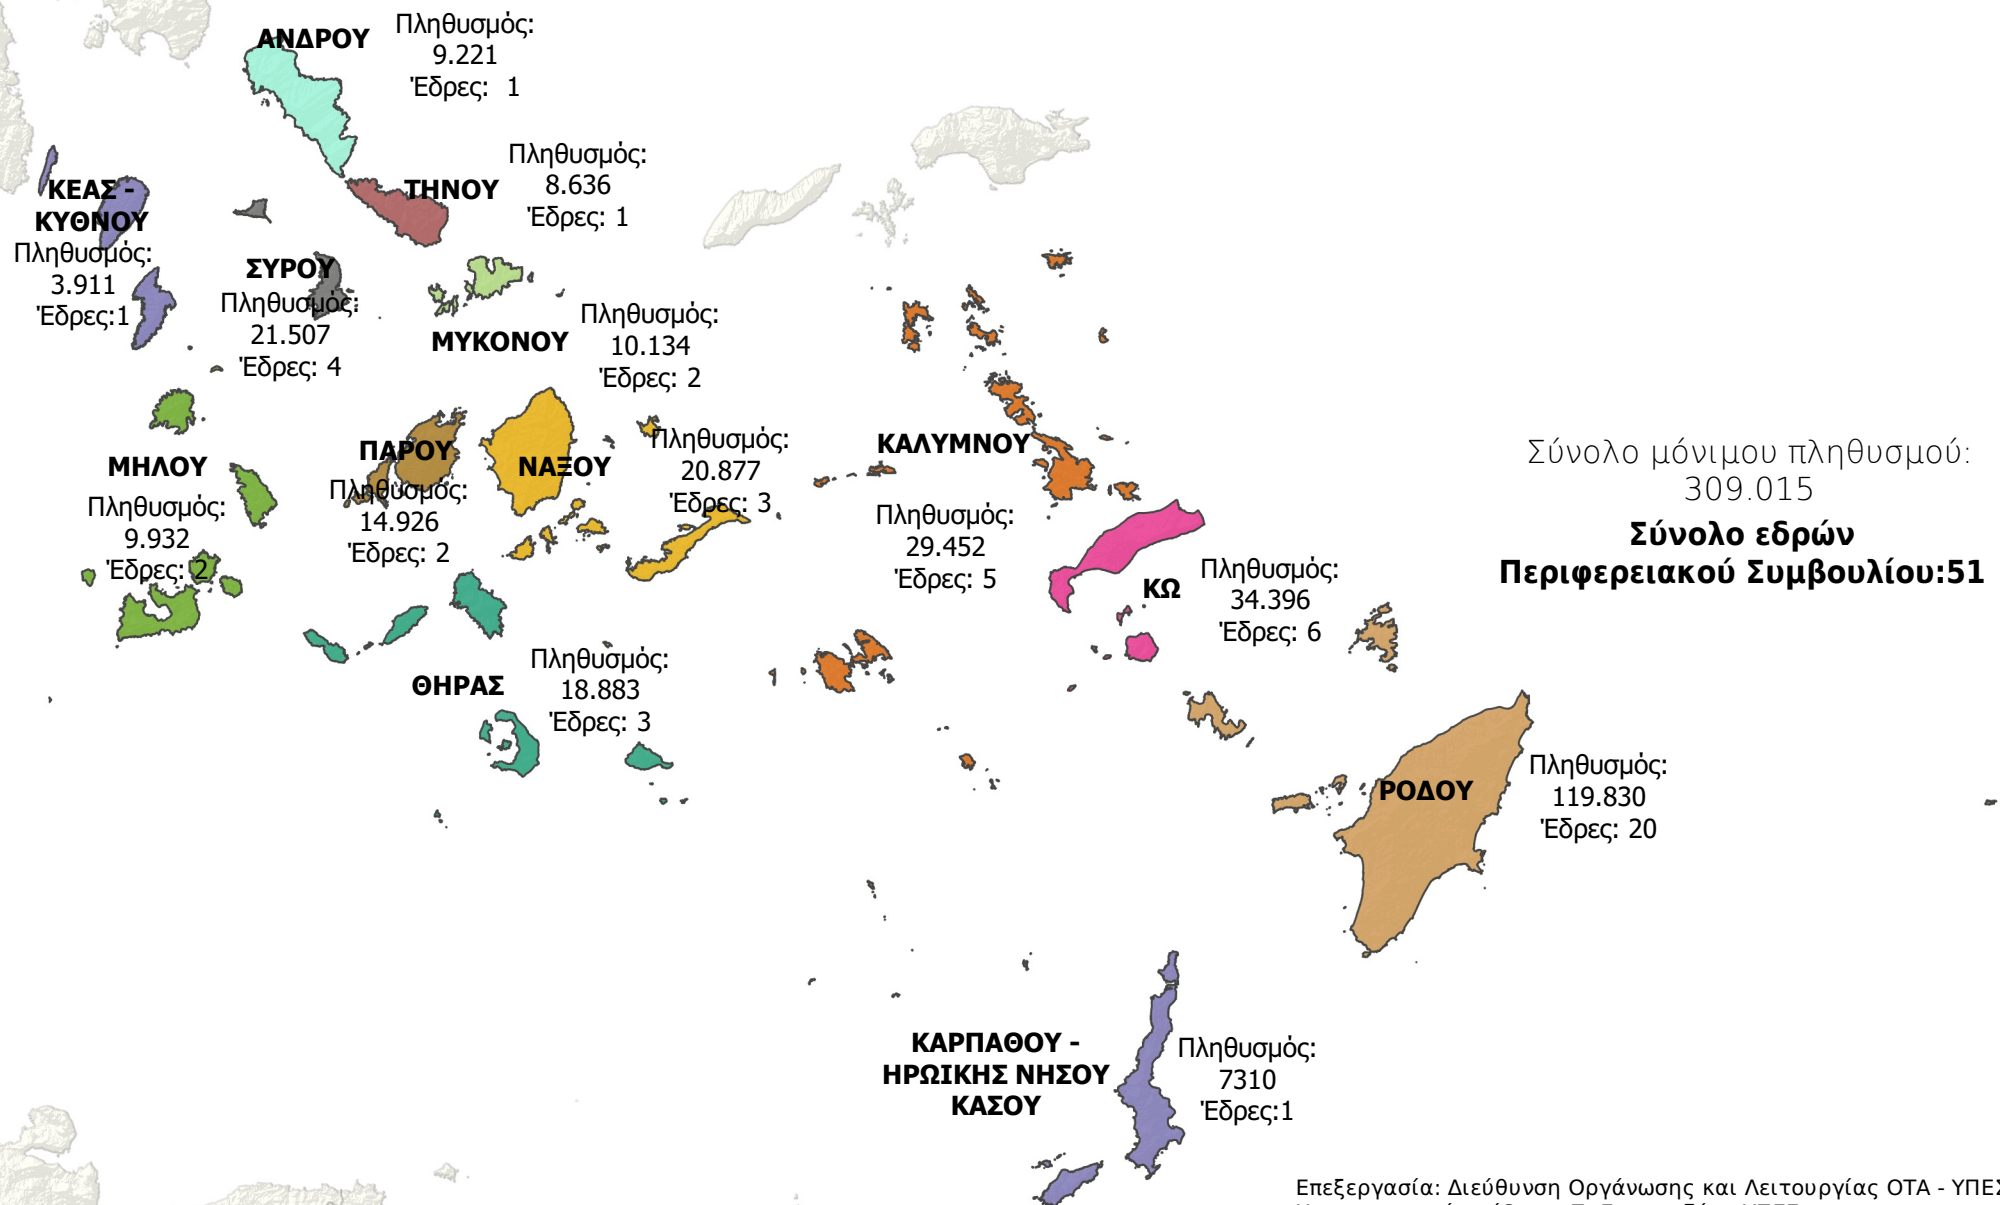 ΑΝΔΡΟΥ
Πληθυσμός:
9.221
Έδρες: 1
ΤΗΝΟΥ
Πληθυσμός:
8.636
Έδρες: 1
ΚΕΑΣ -
ΚΥΘΝΟΥ
Πληθυσμός:
3.911
Έδρες:1
ΣΥΡΟΥ
Πληθυσμός:
21.507
Έδρες: 4
ΜΥΚΟΝΟΥ
Πληθυσμός:
10.134
Έδρες: 2
ΜΗΛΟΥ
Πληθυσμός:
9.932
Έδρες: 2
ΠΑΡΟΥ
Πληθυσμός:
14.926
Έδρες: 2
ΝΑΞΟΥ
Πληθυσμός:
20.877
Έδρες: 3
ΚΑΛΥΜΝΟΥ
Πληθυσμός:
29.452
Έδρες: 5
ΚΩ
Πληθυσμός:
34.396
Έδρες: 6
Σύνολο μόνιμου πληθυσμού:
309.015
Σύνολο εδρών
Περιφερειακού Συμβουλίου:51
ΘΗΡΑΣ
Πληθυσμός:
18.883
Έδρες: 3
ΡΟΔΟΥ
Πληθυσμός:
119.830
Έδρες: 20
ΚΑΡΠΑΘΟΥ -
ΗΡΩΙΚΗΣ ΝΗΣΟΥ
ΚΑΣΟΥ
Πληθυσμός:
7310
Έδρες:1
Επεξεργασία: Διεύθυνση Οργάνωσης και Λειτουργίας ΟΤΑ - ΥΠΕΣ